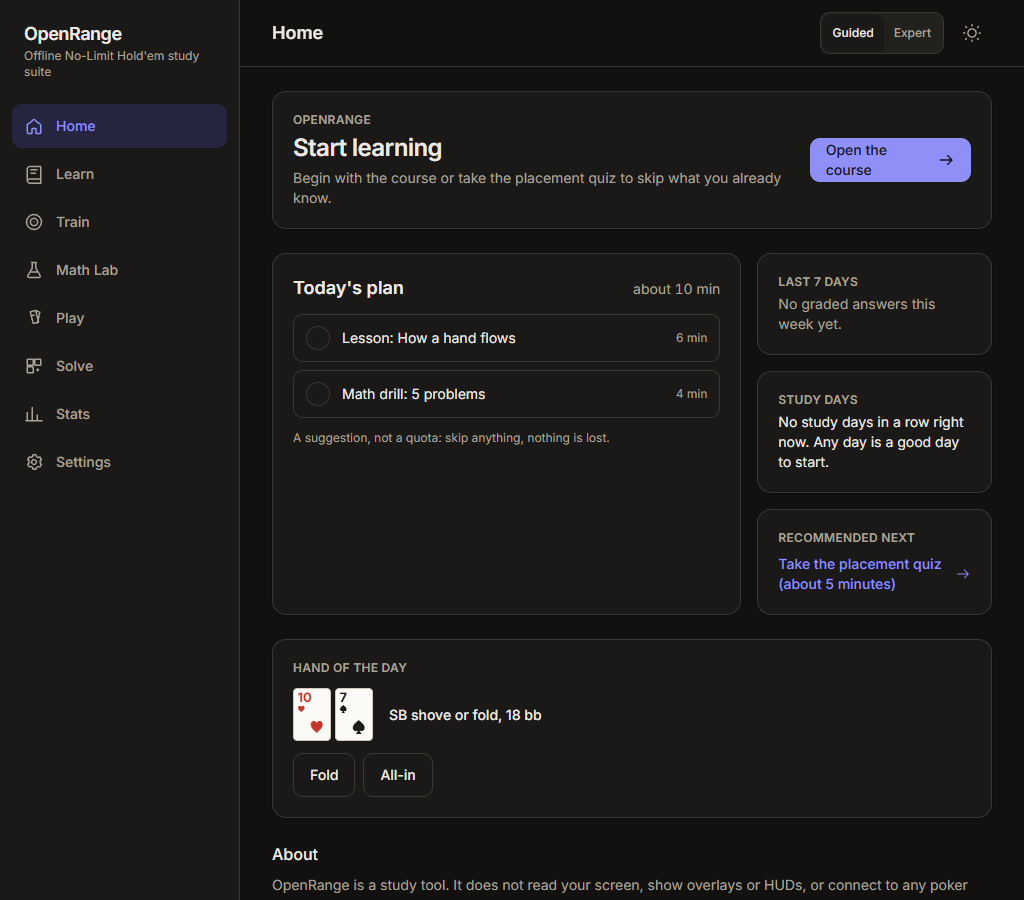 OpenRange
Offline No-Limit Hold'em study
suite
Home
Learn
Train
Math Lab
Play
Solve
Stats
Settings
Home
Guided
Expert
OPENRANGE
Start learning
Begin with the course or take the placement quiz to skip what you already
know.
Open the
course
Today's plan
about 10 min
Lesson: How a hand flows
6 min
Math drill: 5 problems
4 min
A suggestion, not a quota: skip anything, nothing is lost.
LAST 7 DAYS
No graded answers this
week yet.
STUDY DAYS
No study days in a row right
now. Any day is a good day
to start.
RECOMMENDED NEXT
Take the placement quiz
(about 5 minutes)
HAND OF THE DAY
10
7
SB shove or fold, 18 bb
Fold
All-in
About
OpenRange is a study tool. It does not read your screen, show overlays or HUDs, or connect to any poker